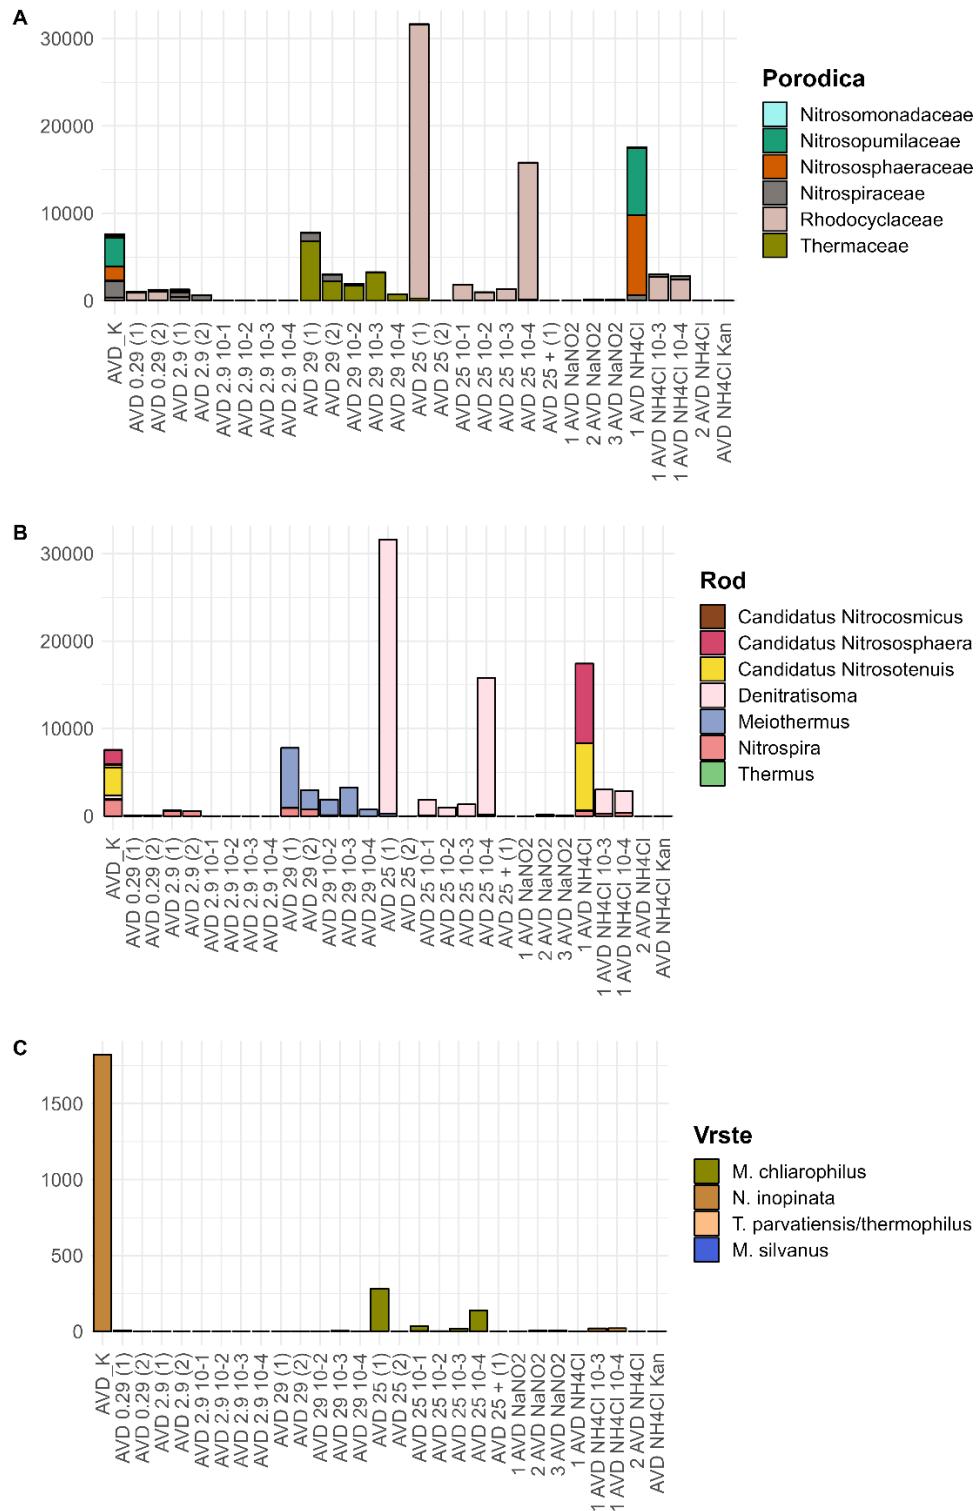 A
30000
20000
10000
0
AVD_K
AVD 0.29 (1)
AVD 0.29 (2)
AVD 2.9 (1)
AVD 2.9 (2)
AVD 2.9 10-1
AVD 2.9 10-2
AVD 2.9 10-3
AVD 2.9 10-4
AVD 29 (1)
AVD 29 (2)
AVD 29 10-2
AVD 29 10-3
AVD 29 10-4
AVD 25 (1)
AVD 25 (2)
AVD 25 10-1
AVD 25 10-2
AVD 25 10-3
AVD 25 10-4
AVD 25 + (1)
1 AVD NaNO2
2 AVD NaNO2
3 AVD NaNO2
1 AVD NH4Cl
1 AVD NH4Cl 10-3
1 AVD NH4Cl 10-4
2 AVD NH4Cl
AVD NH4Cl Kan
Porodica
Nitrosomonadaceae
Nitrosopumilaceae
Nitrososphaeraceae
Nitrospiraceae
Rhodocyclaceae
Thermaceae
B
30000
20000
10000
0
AVD_K
AVD 0.29 (1)
AVD 0.29 (2)
AVD 2.9 (1)
AVD 2.9 (2)
AVD 2.9 10-1
AVD 2.9 10-2
AVD 2.9 10-3
AVD 2.9 10-4
AVD 29 (1)
AVD 29 (2)
AVD 29 10-2
AVD 29 10-3
AVD 29 10-4
AVD 25 (1)
AVD 25 (2)
AVD 25 10-1
AVD 25 10-2
AVD 25 10-3
AVD 25 10-4
AVD 25 + (1)
1 AVD NaNO2
2 AVD NaNO2
3 AVD NaNO2
1 AVD NH4Cl
1 AVD NH4Cl 10-3
1 AVD NH4Cl 10-4
2 AVD NH4Cl
AVD NH4Cl Kan
Rod
Candidatus Nitrocosmicus
Candidatus Nitrososphaera
Candidatus Nitrosotenuis
Denitratisoma
Meiothermus
Nitrospira
Thermus
C
1500
1000
500
0
AVD_K
AVD 0.29 (1)
AVD 0.29 (2)
AVD 2.9 (1)
AVD 2.9 (2)
AVD 2.9 10-1
AVD 2.9 10-2
AVD 2.9 10-3
AVD 2.9 10-4
AVD 29 (1)
AVD 29 (2)
AVD 29 10-2
AVD 29 10-3
AVD 29 10-4
AVD 25 (1)
AVD 25 (2)
AVD 25 10-1
AVD 25 10-2
AVD 25 10-3
AVD 25 10-4
AVD 25 + (1)
1 AVD NaNO2
2 AVD NaNO2
3 AVD NaNO2
1 AVD NH4Cl
1 AVD NH4Cl 10-3
1 AVD NH4Cl 10-4
2 AVD NH4Cl
AVD NH4Cl Kan
Vrste
M. chliarophilus
N. inopinata
T. parvatiensis/thermophilus
M. silvanus